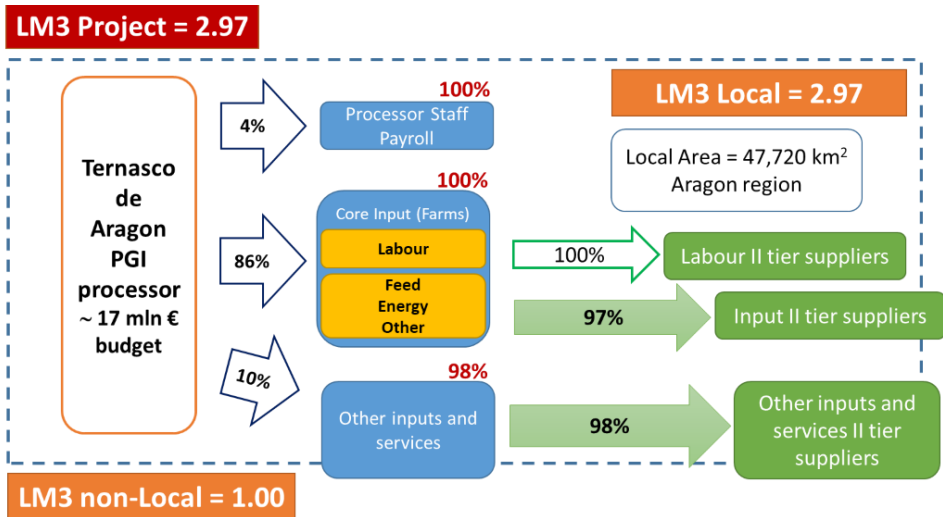 LM3 Project = 2.97
Ternasco
de
Aragon
PGI
processor
~ 17 mln €
budget
4%
86%
10%
100%
Processor Staff
Payroll
100%
Core Input (Farms)
Labour
Feed
Energy
Other
98%
Other inputs and
services
100%
97%
98%
LM3 Local = 2.97
Local Area = 47,720 km²
Aragon region
Labour II tier suppliers
Input II tier suppliers
Other inputs and
services II tier
suppliers
LM3 non-Local = 1.00